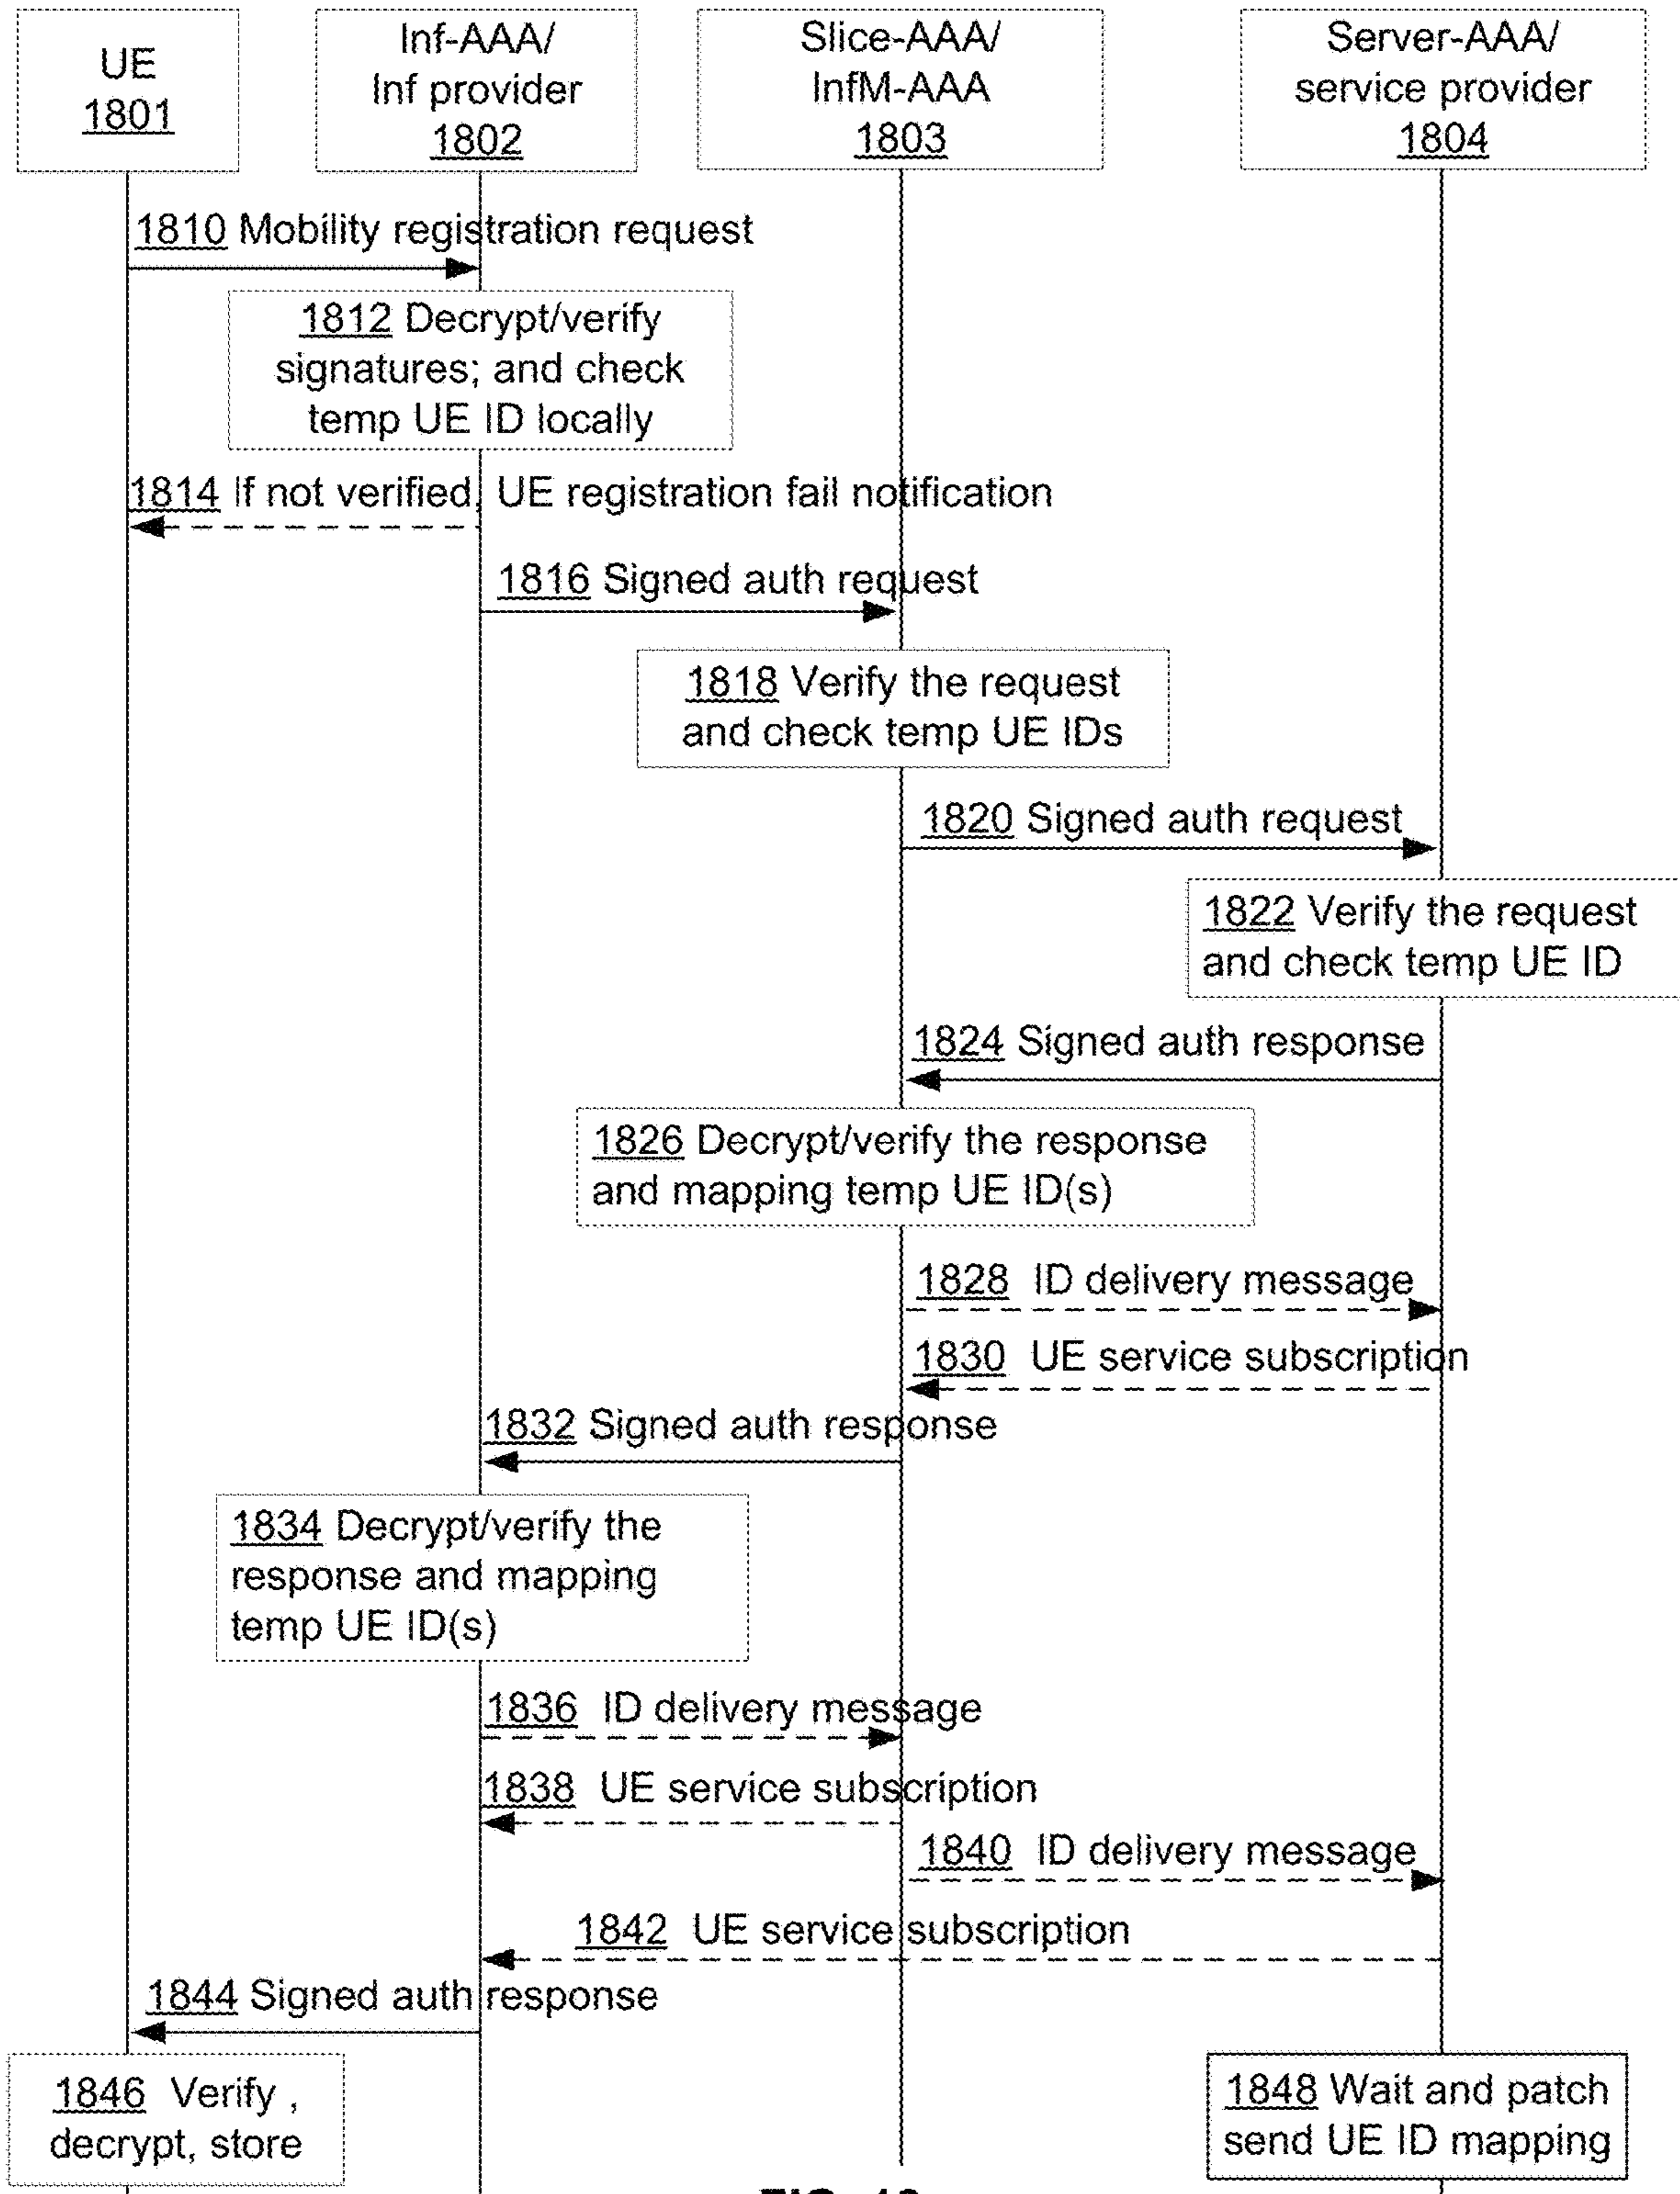 UE
1801
Inf-AAA/
Inf provider
1802
Slice-AAA/
InfM-AAA
1803
Server-AAA/
service provider
1804
1810 Mobility registration request
1812 Decrypt/verify
signatures; and check
temp UE ID locally
1814 If not verified, UE registration fail notification
1816 Signed auth request
1818 Verify the request
and check temp UE IDs
1820 Signed auth request
1822 Verify the request
and check temp UE ID
1824 Signed auth response
1826 Decrypt/verify the response
and mapping temp UE ID(s)
1828 ID delivery message
1830 UE service subscription
1832 Signed auth response
1834 Decrypt/verify the
response and mapping
temp UE ID(s)
1836 ID delivery message
1838 UE service subscription
1840 ID delivery message
1842 UE service subscription
1844 Signed auth response
1846 Verify ,
decrypt, store
1848 Wait and patch
send UE ID mapping